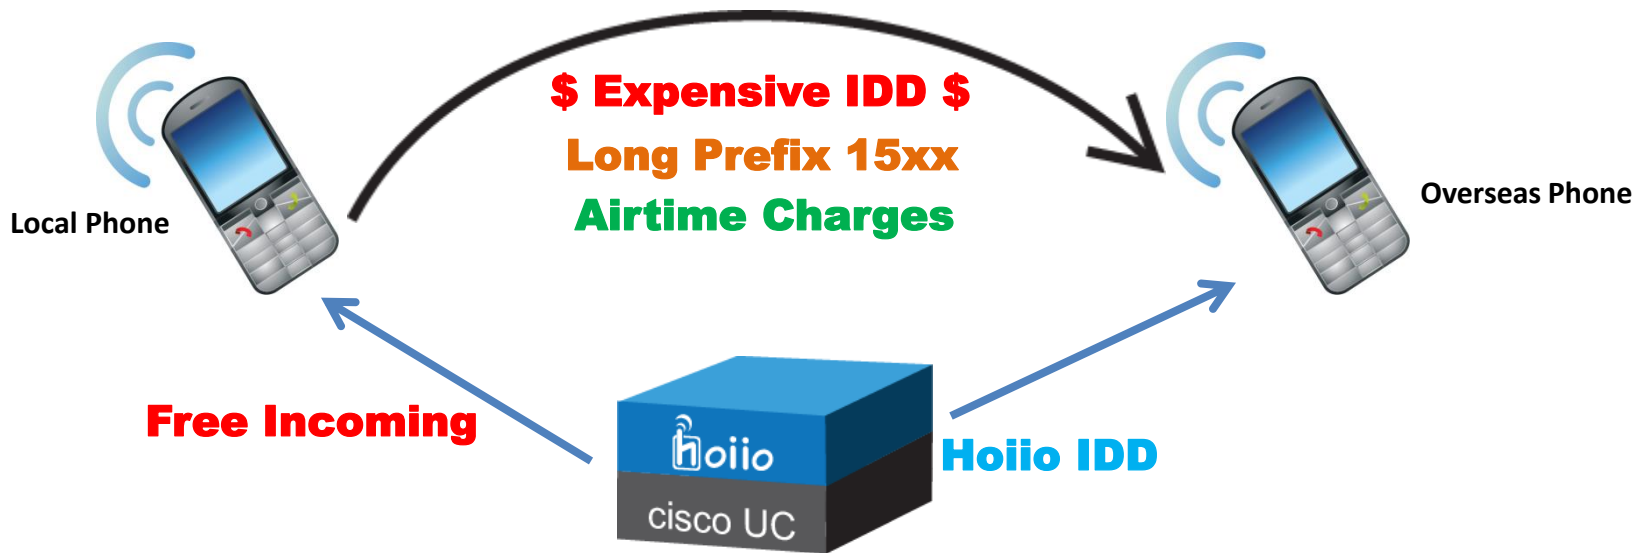 $ Expensive IDD $
Long Prefix 15xx
Airtime Charges
Local Phone
Overseas Phone
Free Incoming
Hoiio IDD
hoiio
cisco UC